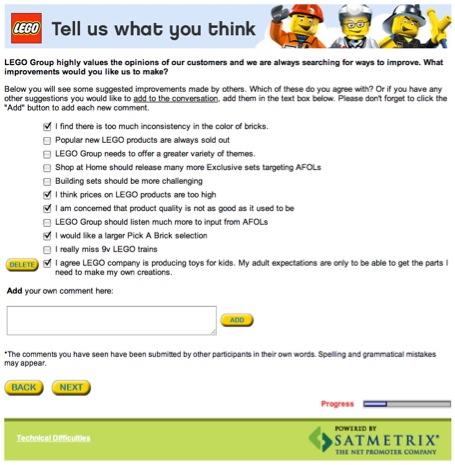 LEGO
Tell us what you think
LEGO Group highly values the opinions of our customers and we are always searching for ways to improve. What
improvements would you like us to make?
Below you will see some suggested improvements made by others. Which of these do you agree with? Or if you have any
other suggestions you would like to add to the conversation, add them in the text box below. Please don't forget to click the
"Add" button to add each new comment.
I find there is too much inconsistency in the color of bricks.
Popular new LEGO products are always sold out
LEGO Group needs to offer a greater variety of themes.
Shop at Home should release many more Exclusive sets targeting AFOLs
Building sets should be more challenging
I think prices on LEGO products are too high
I am concerned that product quality is not as good as it used to be
LEGO Group should listen much more to input from AFOLs
I would like a larger Pick A Brick selection
I really miss 9v LEGO trains
DELETE I agree LEGO company is producing toys for kids. My adult expectations are only to be able to get the parts I
need to make my own creations.
Add your own comment here:
ADD
*The comments you have seen have been submitted by other participants in their own words. Spelling and grammatical mistakes
may appear.
BACK NEXT
Progress
Technical Difficulties
POWERED BY
SATMETRIX
THE NET PROMOTER COMPANY